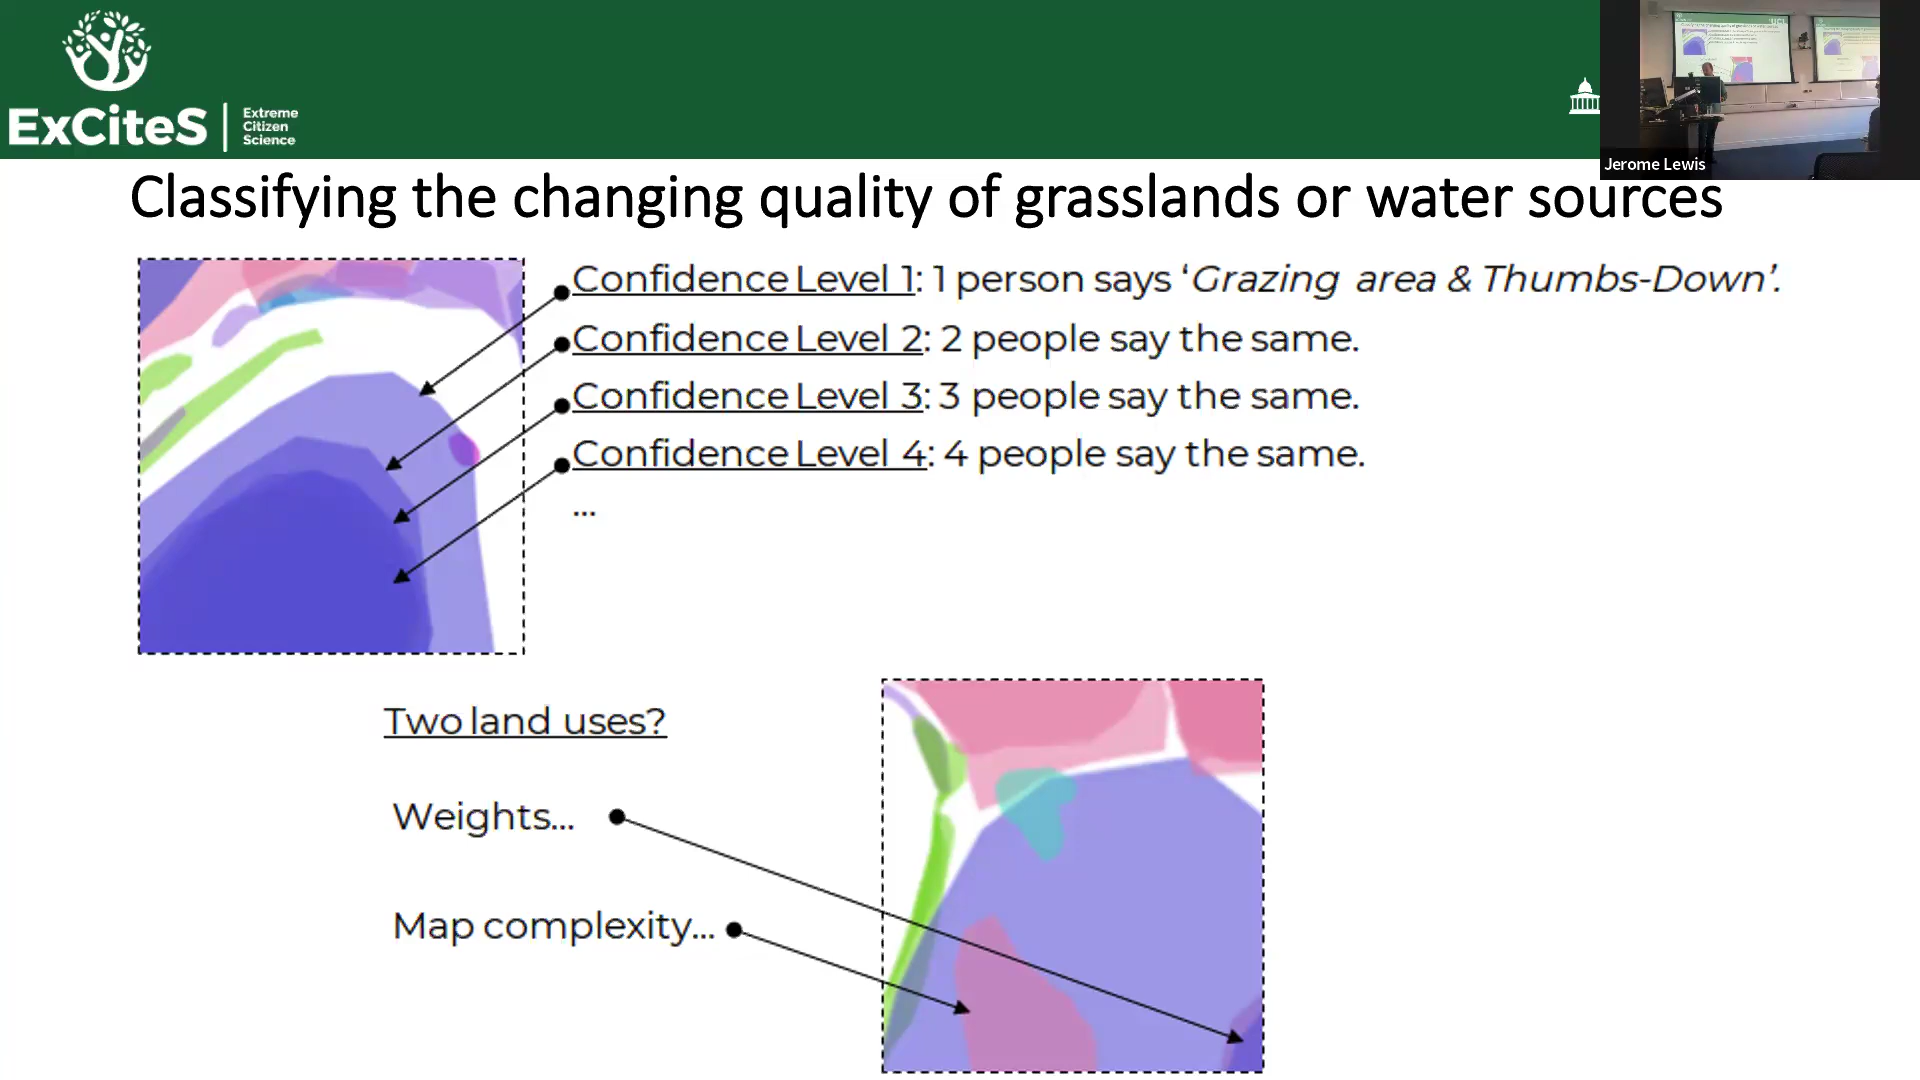 ExCiteS
Extreme
Citizen
Science
Jerome Lewis
Classifying the changing quality of grasslands or water sources
Confidence Level 1: 1 person says ‘Grazing area & Thumbs-Down’.
Confidence Level 2: 2 people say the same.
Confidence Level 3: 3 people say the same.
Confidence Level 4: 4 people say the same.
...
Two land uses?
Weights...
Map complexity...